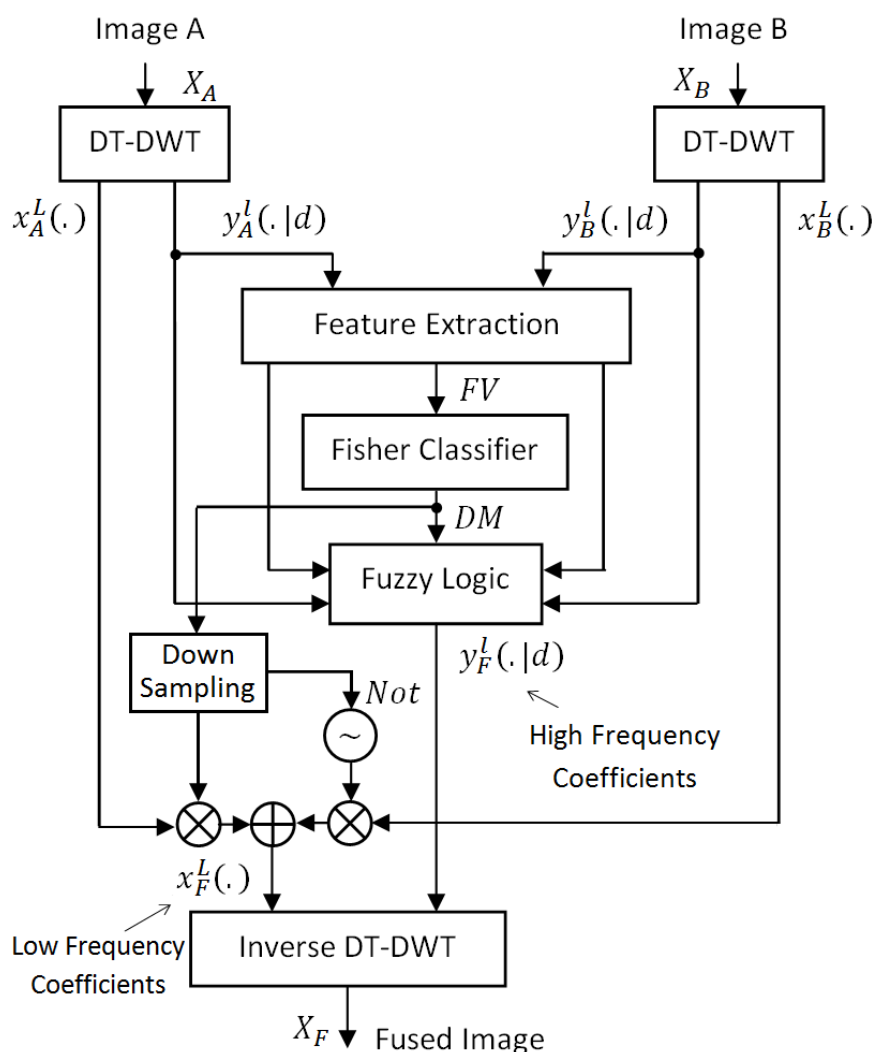 Image A
Image B
X_A
X_B
DT-DWT
DT-DWT
x_A^L(.)
y_A^l(.|d)
y_B^l(.|d)
x_B^L(.)
Feature Extraction
FV
Fisher Classifier
DM
Fuzzy Logic
Down
Sampling
Not
y_F^l(.|d)
~
High Frequency
Coefficients
x_F^L(.)
Low Frequency
Coefficients
Inverse DT-DWT
X_F
Fused Image